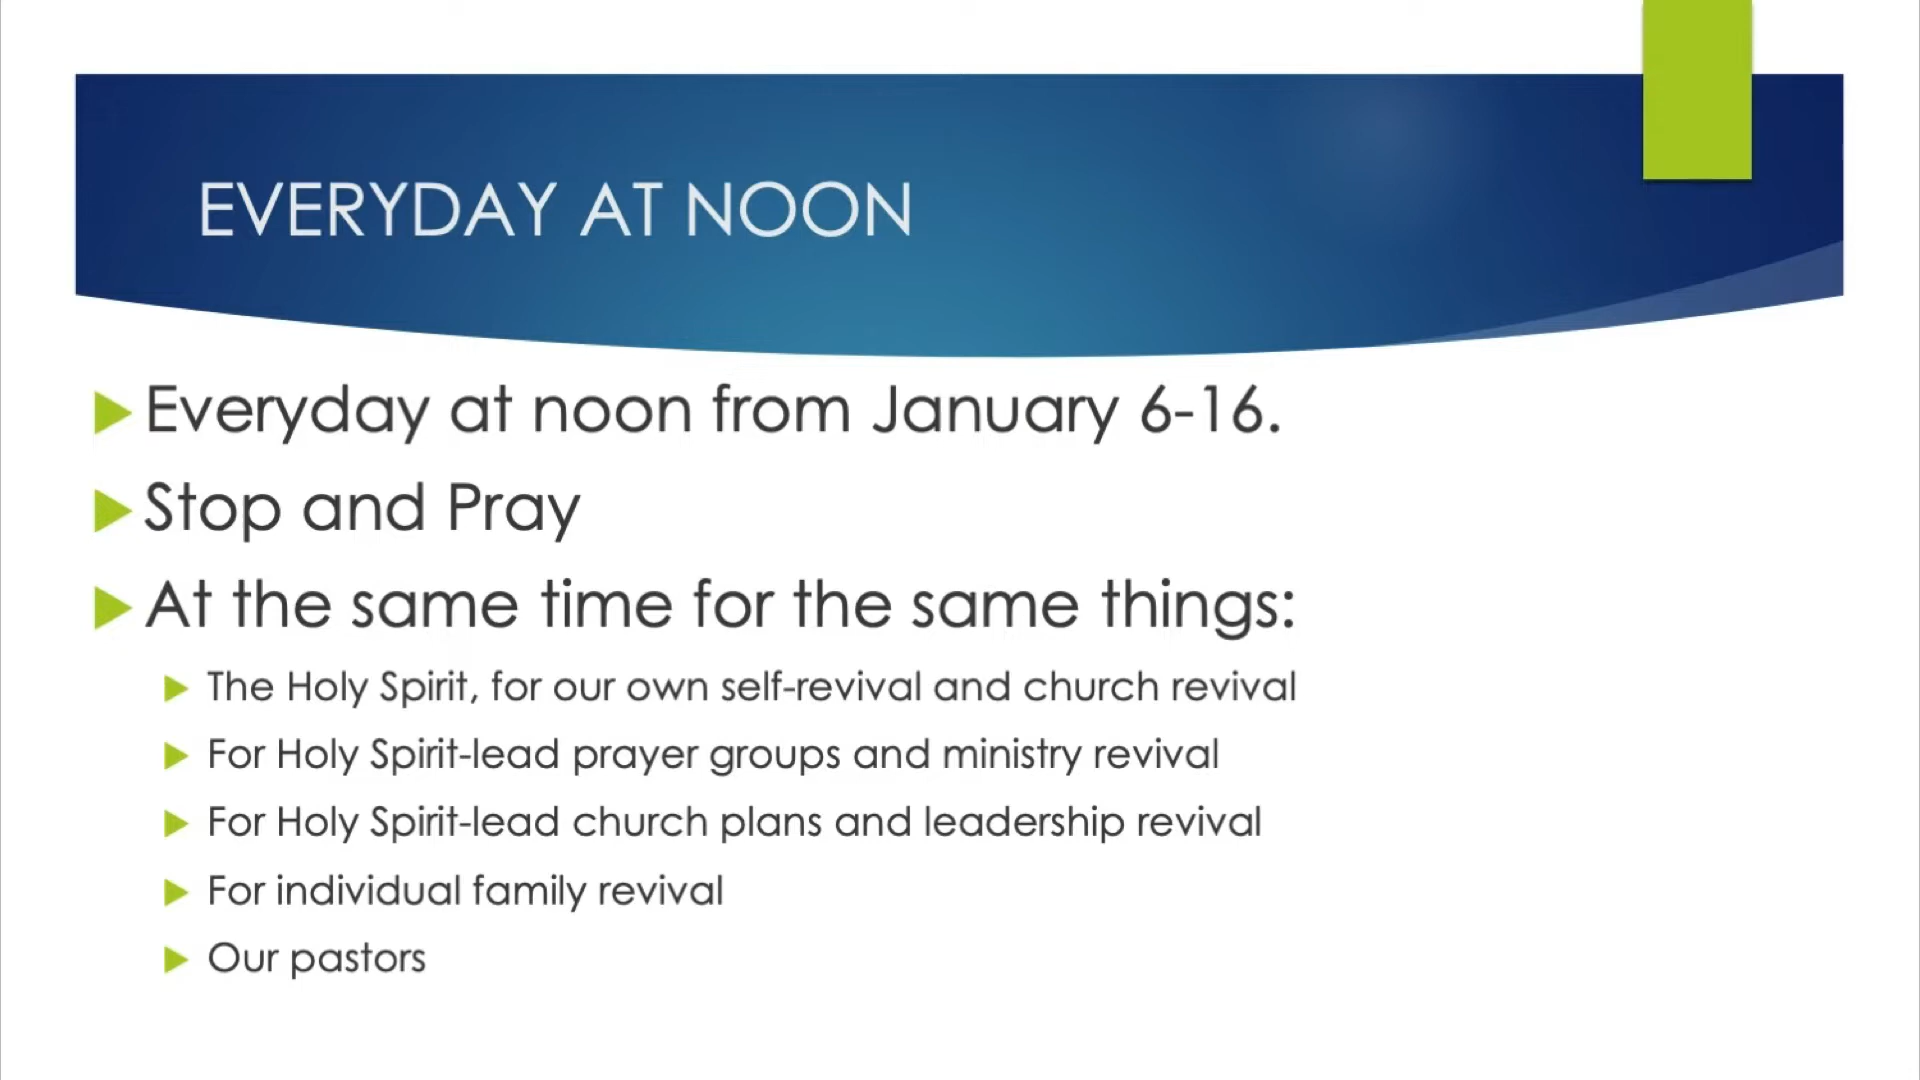 EVERYDAY AT NOON
Everyday at noon from January 6-16.
Stop and Pray
At the same time for the same things:
The Holy Spirit, for our own self-revival and church revival
For Holy Spirit-lead prayer groups and ministry revival
For Holy Spirit-lead church plans and leadership revival
For individual family revival
Our pastors